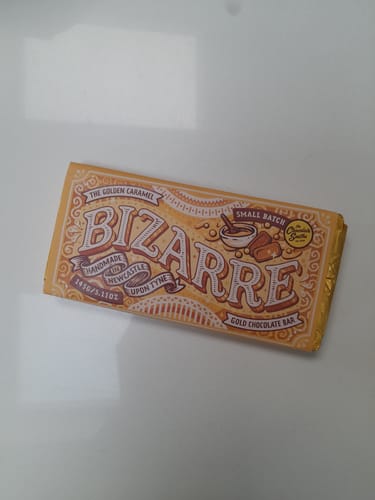 THE GOLDEN CARAMEL
BIZARRE
SMALL BATCH
HANDMADE
IN
NEWCASTLE
UPON TYNE
145G/5.11OZ
GOLD CHOCOLATE BAR